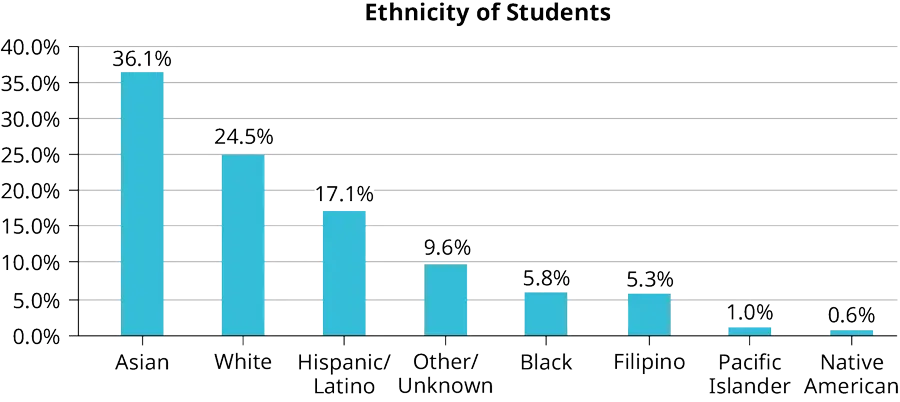 Ethnicity of Students
40.0%
35.0%
30.0%
25.0%
20.0%
15.0%
10.0%
5.0%
0.0%
36.1%
24.5%
17.1%
9.6%
5.8%
5.3%
1.0%
0.6%
Asian
White
Hispanic/
Latino
Other/
Unknown
Black
Filipino
Pacific
Islander
Native
American